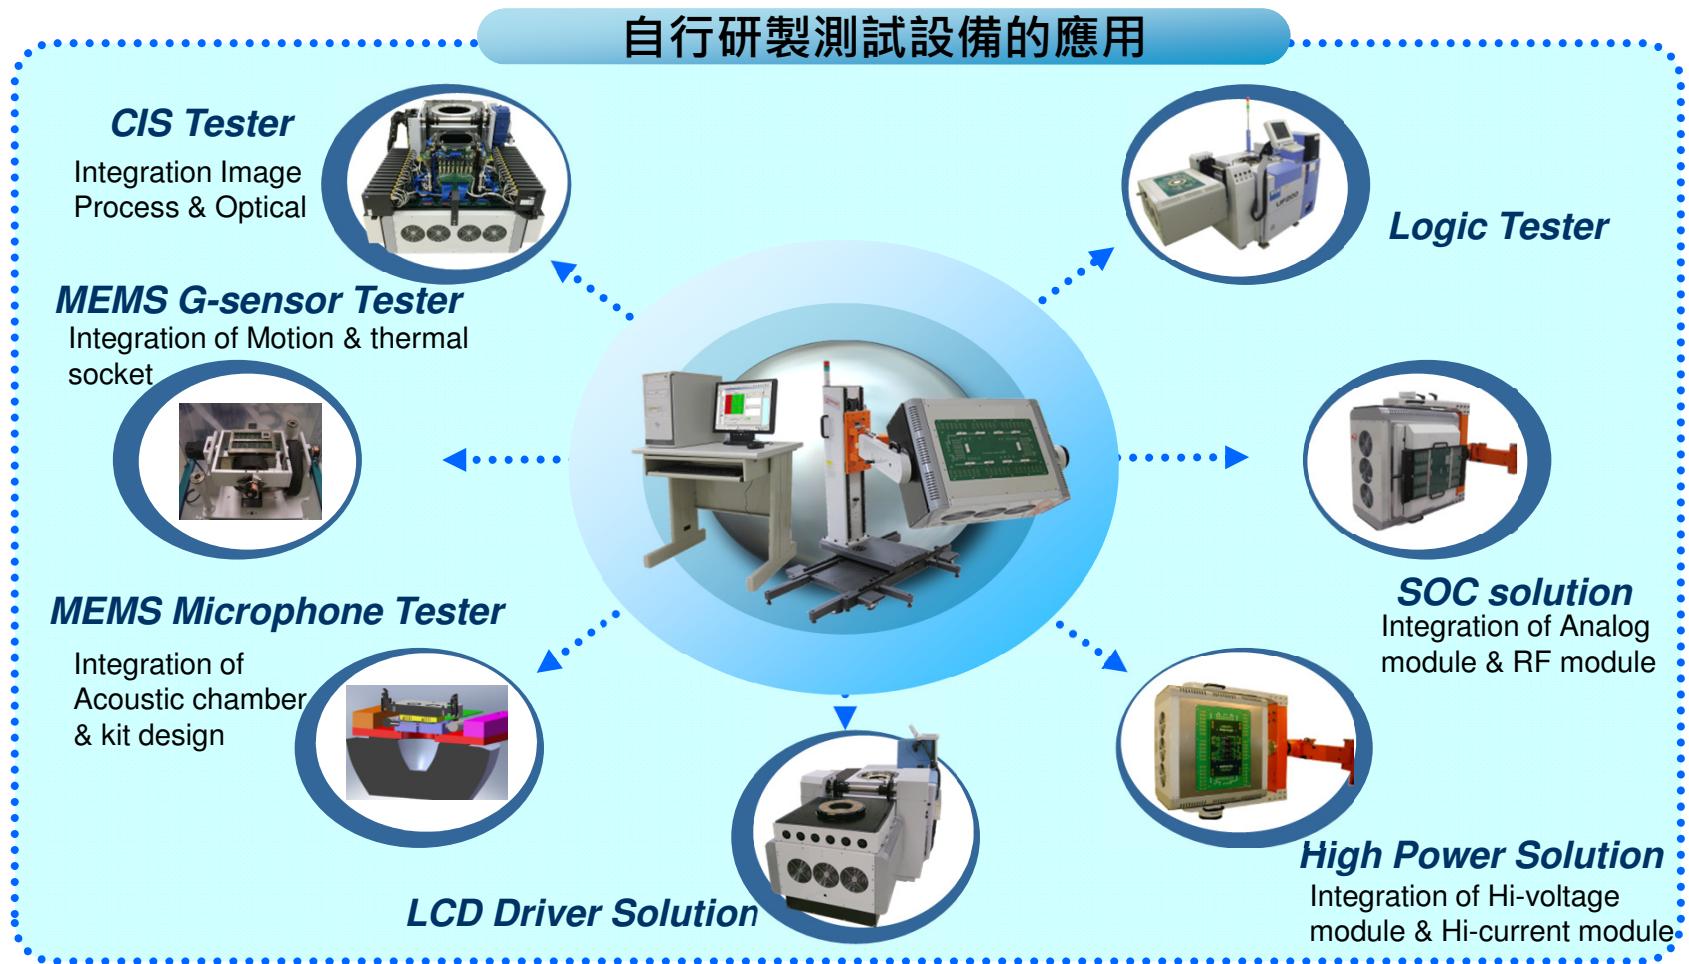 自行研製測試設備的應用
CIS Tester
Integration Image
Process & Optical
Logic Tester
UF200
MEMS G-sensor Tester
Integration of Motion & thermal
socket
SOC solution
Integration of Analog
module & RF module
MEMS Microphone Tester
Integration of
Acoustic chamber
& kit design
High Power Solution
Integration of Hi-voltage
module & Hi-current module
LCD Driver Solution